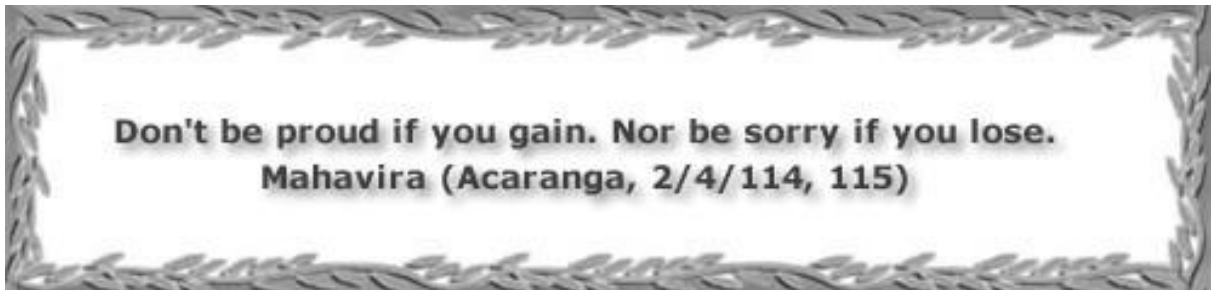 Don't be proud if you gain. Nor be sorry if you lose.
Mahavira (Acaranga, 2/4/114, 115)